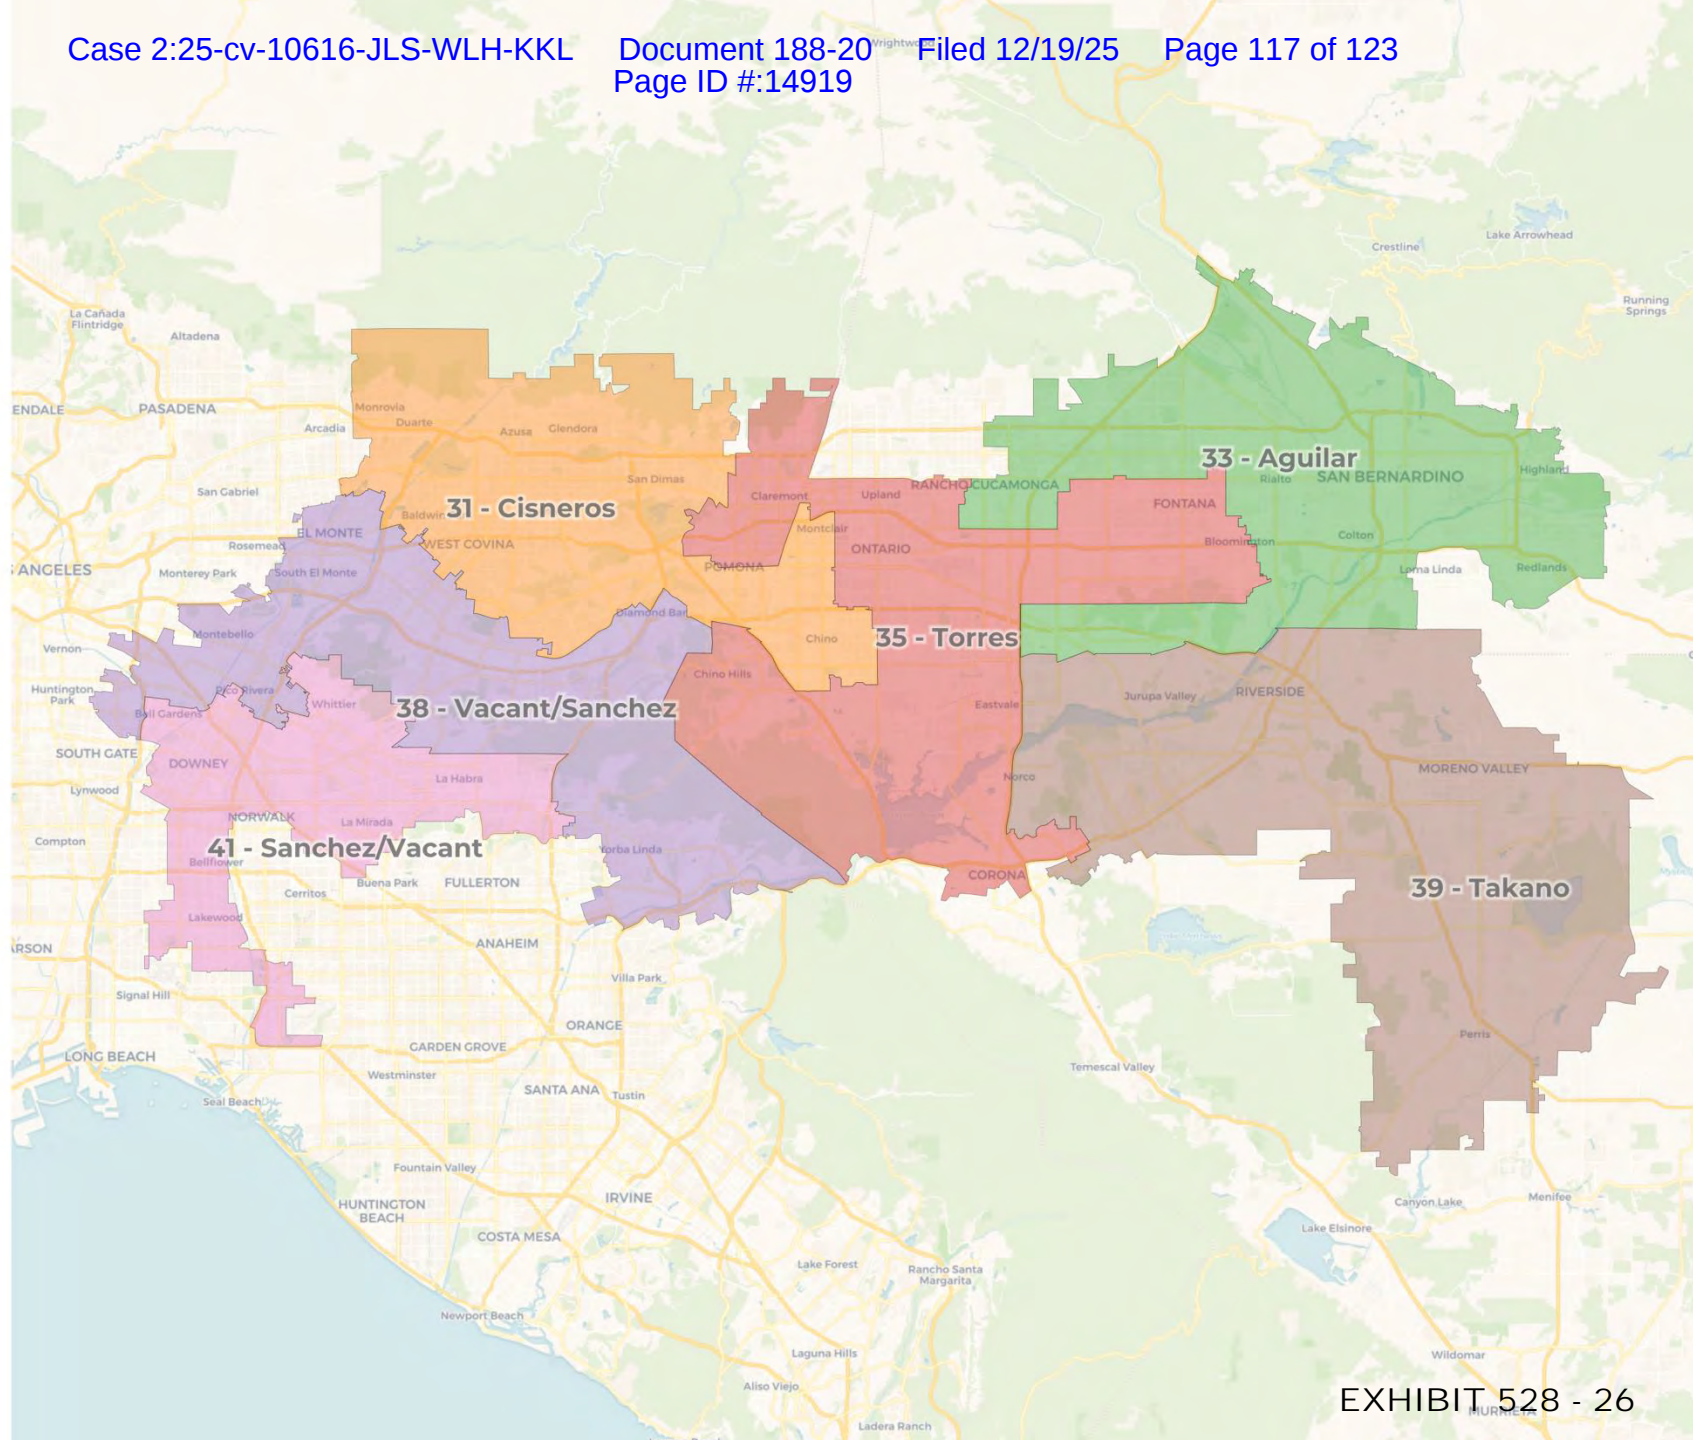 Case 2:25-cv-10616-JLS-WLH-KKL Document 188-20 Filed 12/19/25 Page 117 of 123
Page ID #:14919
Wrightwood
Lake Arrowhead
Crestline
Running
Springs
La Cañada
Flintridge
Altadena
ENDALE
PASADENA
Arcadia
Monrovia
Duarte
Azusa
Glendora
San Gabriel
San Dimas
31 - Cisneros
33 - Aguilar
Highland
Rialto
SAN BERNARDINO
Claremont
Upland
RANCHO CUCAMONGA
FONTANA
Baldwin
EL MONTE
Rosemead
WEST COVINA
Montclair
ONTARIO
Bloomington
Colton
ANGELES
Monterey Park
South El Monte
POMONA
Loma Linda
Redlands
Diamond Bar
Montebello
Vernon
Chino
35 - Torres
Huntington
Park
Pico Rivera
Bell Gardens
Whittier
38 - Vacant/Sanchez
Chino Hills
Eastvale
Jurupa Valley
RIVERSIDE
SOUTH GATE
DOWNEY
La Habra
Norco
MORENO VALLEY
Lynwood
NORWALK
La Mirada
Compton
41 - Sanchez/Vacant
Bellflower
Yorba Linda
Cerritos
Buena Park
FULLERTON
CORONA
39 - Takano
Lakewood
ARSON
ANAHEIM
Villa Park
Signal Hill
ORANGE
Perris
LONG BEACH
GARDEN GROVE
Westminster
Temescal Valley
SANTA ANA
Tustin
Seal Beach
Fountain Valley
HUNTINGTON
BEACH
IRVINE
Canyon Lake
Menifee
COSTA MESA
Lake Elsinore
Lake Forest
Rancho Santa
Margarita
Newport Beach
Laguna Hills
Wildomar
Aliso Viejo
EXHIBIT 528 - 26
MURRIETA
Ladera Ranch